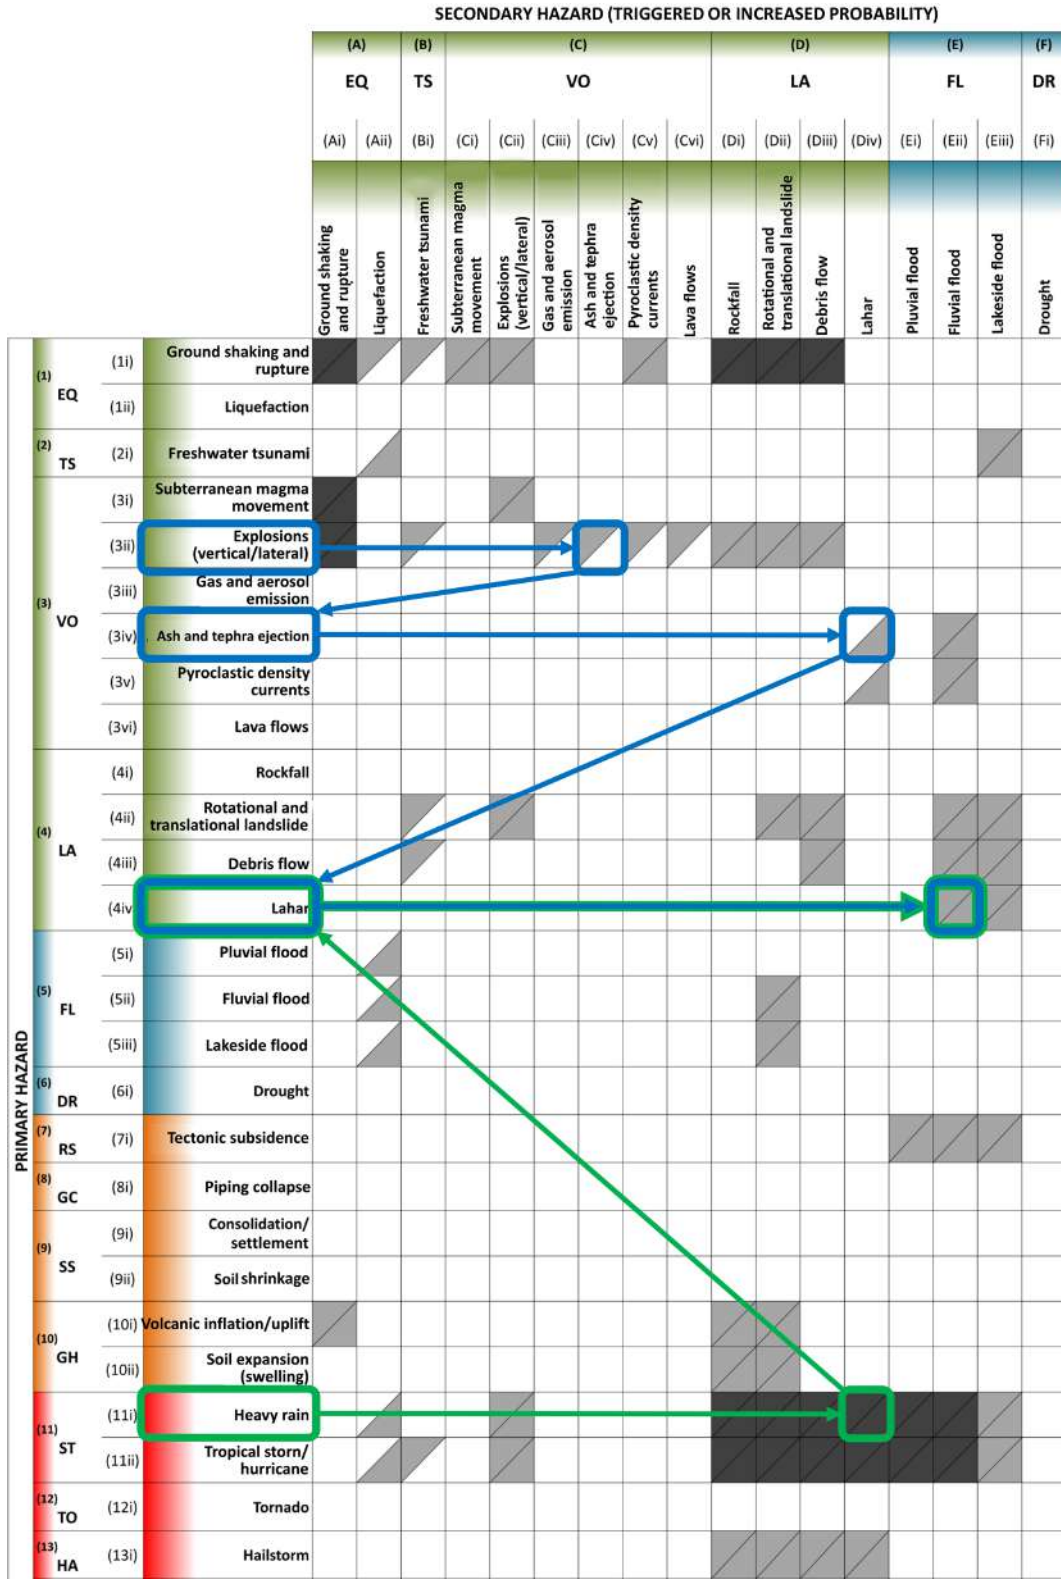 SECONDARY HAZARD (TRIGGERED OR INCREASED PROBABILITY)
(A) (B) (C) (D) (E) (F)
EQ TS VO LA FL DR
(Ai) (Aii) (Bi) (Ci) (Cii) (Ciii) (Civ) (Cv) (Cvi) (Di) (Dii) (Diii) (Div) (Ei) (Eii) (Eiii) (Fi)
Ground shaking
and rupture
Liquefaction
Freshwater tsunami
Subterranean magma
movement
Explosions
(vertical/lateral)
Gas and aerosol
emission
Ash and tephra
ejection
Pyroclastic density
currents
Lava flows
Rockfall
Rotational and
translational landslide
Debris flow
Lahar
Pluvial flood
Fluvial flood
Lakeside flood
Drought
PRIMARY HAZARD
(1)
EQ
(1i) Ground shaking and
rupture
(1ii) Liquefaction
(2)
TS
(2i) Freshwater tsunami
(3)
VO
(3i) Subterranean magma
movement
(3ii) Explosions
(vertical/lateral)
(3iii) Gas and aerosol
emission
(3iv) Ash and tephra ejection
(3v) Pyroclastic density
currents
(3vi) Lava flows
(4)
LA
(4i) Rockfall
(4ii) Rotational and
translational landslide
(4iii) Debris flow
(4iv Lahar
(5)
FL
(5i) Pluvial flood
(5ii) Fluvial flood
(5iii) Lakeside flood
(6)
DR
(6i) Drought
(7)
RS
(7i) Tectonic subsidence
(8)
GC
(8i) Piping collapse
(9)
SS
(9i) Consolidation/
settlement
(9ii) Soil shrinkage
(10)
GH
(10i) Volcanic inflation/uplift
(10ii) Soil expansion
(swelling)
(11)
ST
(11i) Heavy rain
(11ii) Tropical storn/
hurricane
(12)
TO
(12i) Tornado
(13)
HA
(13i) Hailstorm